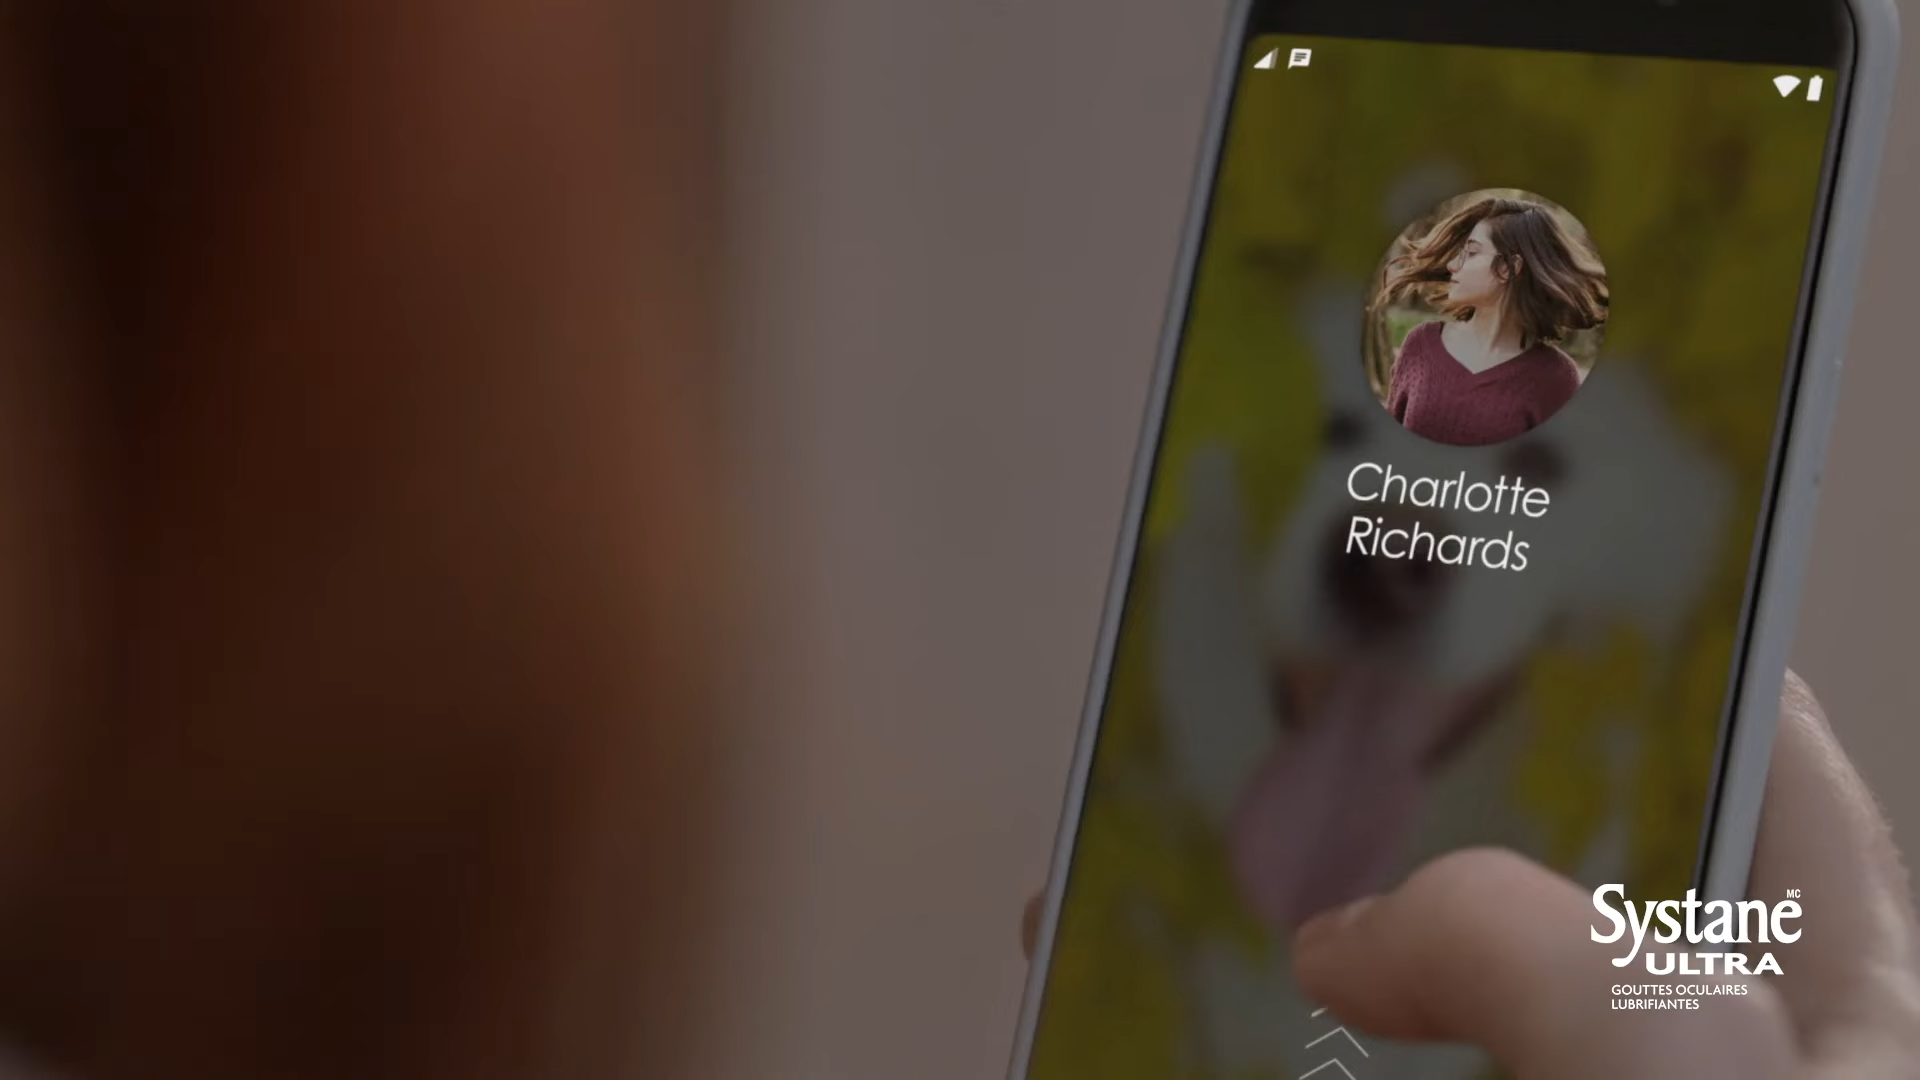 Charlotte
Richards
Systane MC
ULTRA
GOUTTES OCULAIRES
LUBRIFIANTES